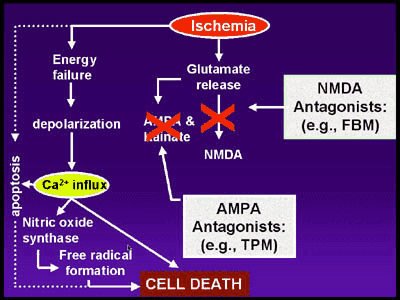 Ischemia
Energy
failure
Glutamate
release
NMDA
Antagonists:
(e.g., FBM)
depolarization
AMPA &
Kainate
NMDA
apoptosis
Ca2+ influx
AMPA
Antagonists:
(e.g., TPM)
Nitric oxide
synthase
Free radical
formation
CELL DEATH